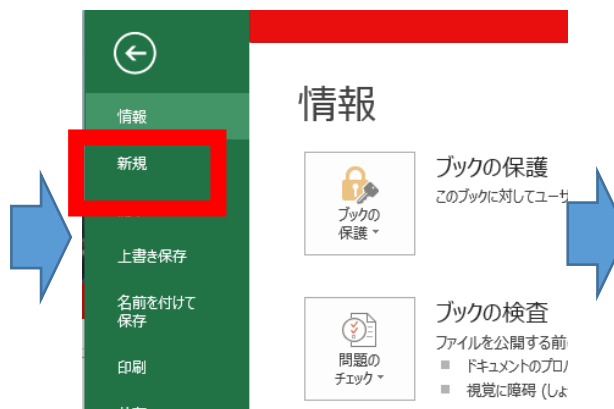 情報
新規
上書き保存
名前を付けて
保存
印刷
情報
ブックの
保護
ブックの保護
このブックに対してユーサ
問題の
チェック
ブックの検査
ファイルを公開する前
■ ドキュメントのプロパ
■ 視覚に障碍 (しょ